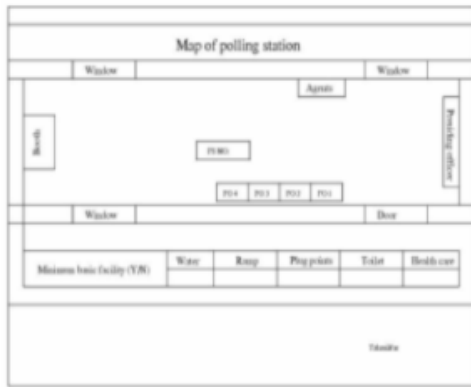 Map of polling station
Window Window
Agents
Booth
Presiding officer
PO4 PO3 PO2 PO1
Window Door
Minimum basic facility (Y/N) Water Ramp Plug points Toilet Health care